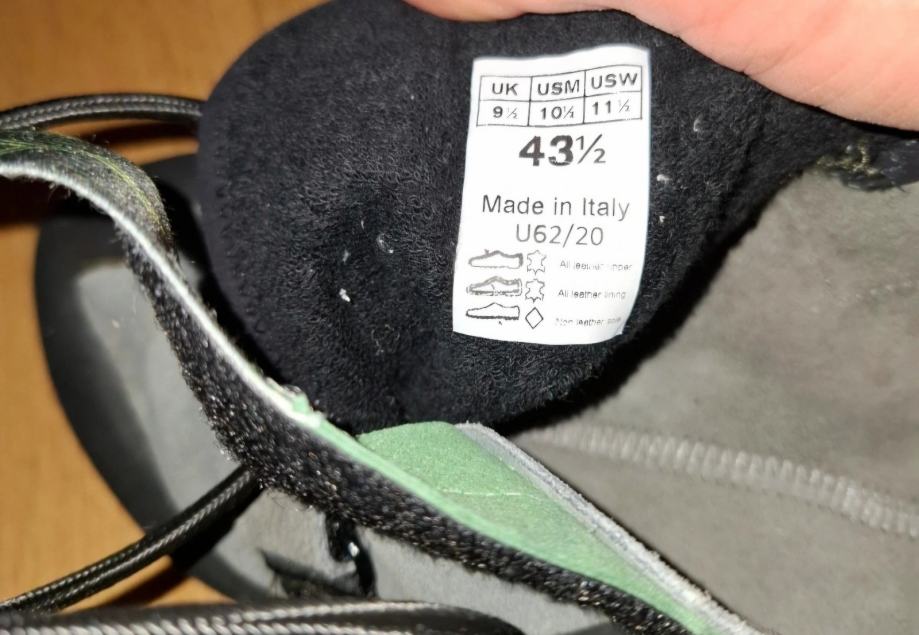 UK USM USW
9½ 10½ 11½
43½
Made in Italy
U62/20
All leather upper
All leather lining
Non leather sole